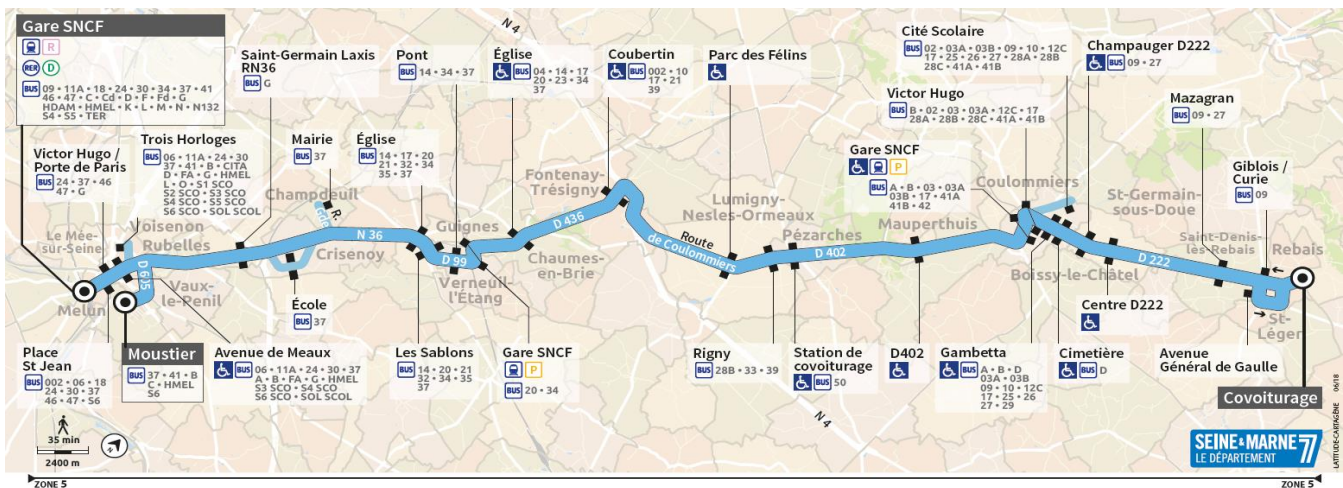 Gare SNCF
R
RER D
BUS 09 • 11A • 18 • 24 • 30 • 34 • 37 • 41
46 • 47 • C • Cd • D • F • Fd • G
HDAM • HMEL • K • L • M • N • N132
S4 • S5 • TER
Victor Hugo /
Porte de Paris
BUS 24 • 37 • 46
47 • G
Trois Horloges
BUS 06 • 11A • 24 • 30
37 • 41 • B • CITA
D • FA • G • HMEL
L • O • S1 SCO
S2 SCO • S3 SCO
S4 SCO • S5 SCO
S6 SCO • SOL SCOL
Saint-Germain Laxis
RN36
BUS G
Mairie
BUS 37
Église
BUS 14 • 17 • 20
21 • 32 • 34
35 • 37
Pont
BUS 14 • 34 • 37
Église
BUS 04 • 14 • 17
20 • 23 • 34
37
Coubertin
BUS 002 • 10
17 • 21
39
Parc des Félins
Cité Scolaire
BUS 02 • 03A • 03B • 09 • 10 • 12C
17 • 25 • 26 • 27 • 28A • 28B
28C • 41A • 41B
Victor Hugo
BUS B • 02 • 03 • 03A • 12C • 17
28A • 28B • 28C • 41A • 41B
Gare SNCF
P
BUS A • B • 03 • 03A
03B • 17 • 41A
41B • 42
Champauger D222
BUS 09 • 27
Mazagran
BUS 09 • 27
Giblois /
Curie
BUS 09
N 4
Le Mée-
sur-Seine
Voisenon
Rubelles
Melun
Vaux-
le-Penil
D 605
Champdeuil
R.
Crisenoy
N 36
Guignes
D 99
Verneuil-
l'Étang
Chaumes-
en-Brie
D 436
Fontenay-
Trésigny
Lumigny-
Nesles-Ormeaux
Route
de Coulommiers
Pézarches
D 402
Mauperthuis
Coulommiers
Boissy-le-Châtel
St-Germain-
sous-Doue
D 222
Saint-Denis-
lès-Rebais
Rebais
St-
Léger
N 4
Place
St Jean
BUS 002 • 06 • 18
24 • 30 • 37
46 • 47 • S6
Moustier
BUS 37 • 41 • B
C • HMEL
S6
Avenue de Meaux
BUS 06 • 11A • 24 • 30 • 37
A • B • FA • G • HMEL
S3 SCO • S4 SCO
S6 SCO • SOL SCOL
École
BUS 37
Les Sablons
BUS 14 • 20 • 21
32 • 34 • 35
37
Gare SNCF
P
BUS 20 • 34
Rigny
BUS 28B • 33 • 39
Station de
covoiturage
BUS 50
D402
Gambetta
BUS A • B • D
03A • 03B
09 • 10 • 12C
17 • 25 • 26
27 • 29
Cimetière
BUS D
Centre D222
Avenue
Général de Gaulle
Covoiturage
35 min
2400 m
SEINE&MARNE 77
LE DÉPARTEMENT
LATITUDE-CARTAGÈNE 06/18
ZONE 5
ZONE 5